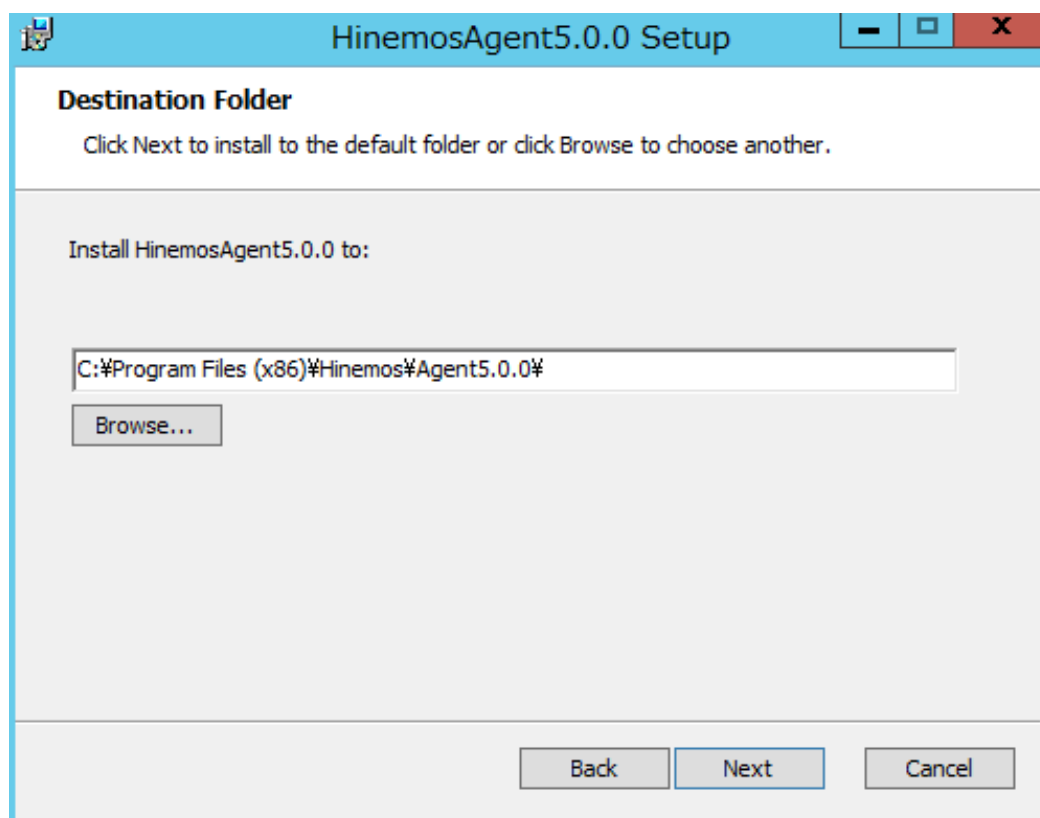 HinemosAgent5.0.0 Setup
Destination Folder
Click Next to install to the default folder or click Browse to choose another.
Install HinemosAgent5.0.0 to:
C:¥Program Files (x86)¥Hinemos¥Agent5.0.0¥
Browse...
Back Next Cancel